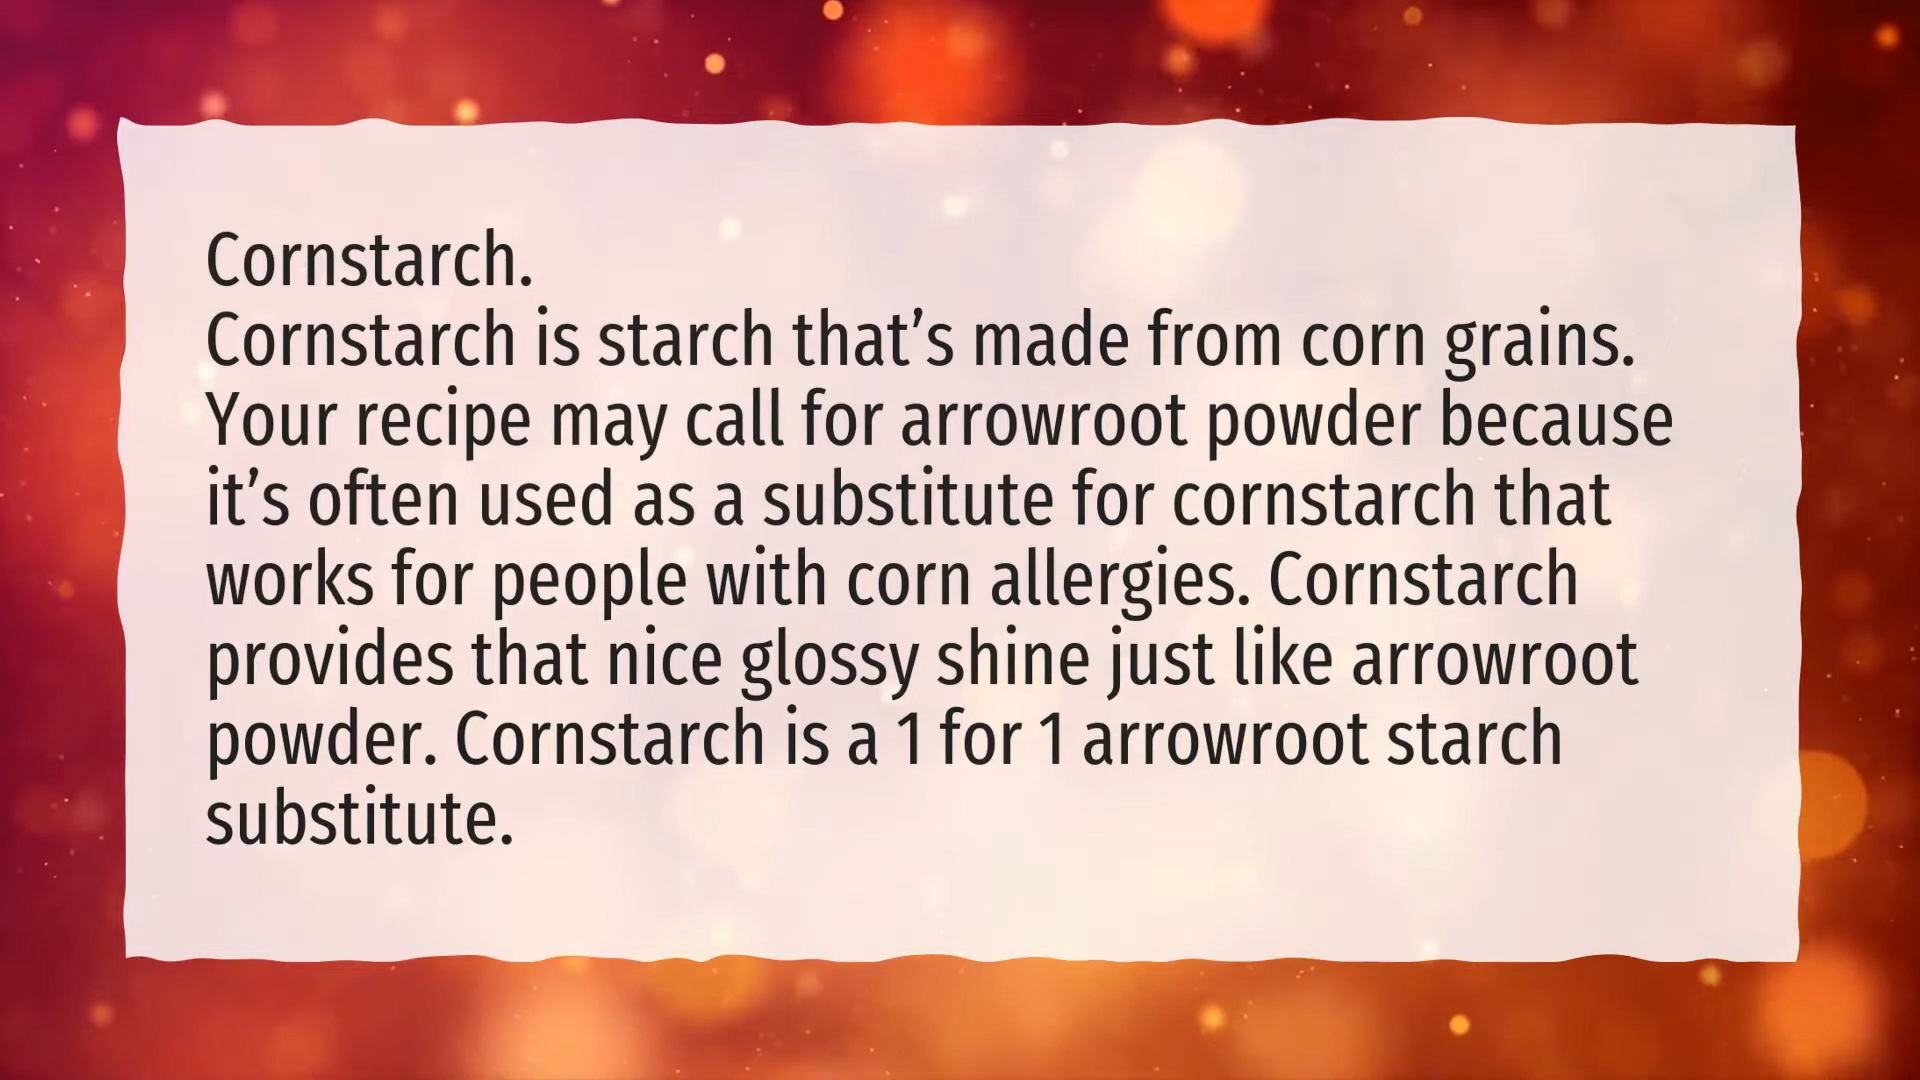 Cornstarch.
Cornstarch is starch that’s made from corn grains.
Your recipe may call for arrowroot powder because
it’s often used as a substitute for cornstarch that
works for people with corn allergies. Cornstarch
provides that nice glossy shine just like arrowroot
powder. Cornstarch is a 1 for 1 arrowroot starch
substitute.